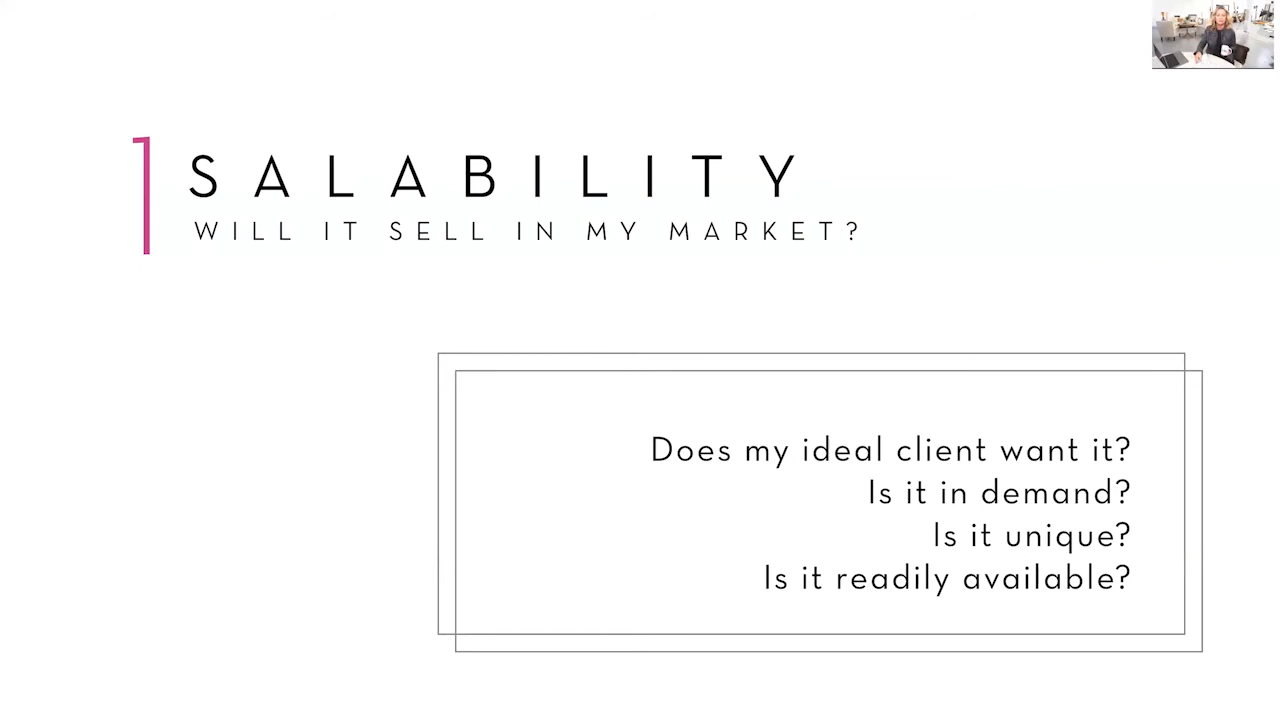 1 SALABILITY
WILL IT SELL IN MY MARKET?
Does my ideal client want it?
Is it in demand?
Is it unique?
Is it readily available?